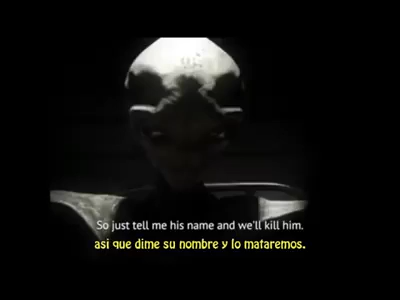 So just tell me his name and we'll kill him.
asi que dime su nombre y lo mataremos.